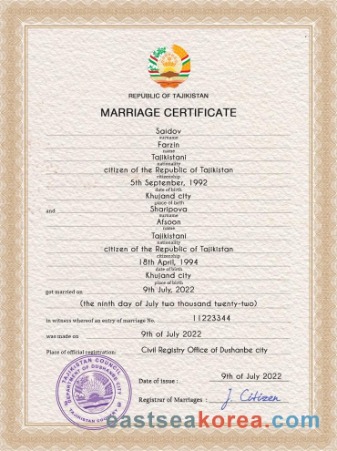 REPUBLIC OF TAJIKISTAN
MARRIAGE CERTIFICATE
Saidov
surname
Farzin
name
Tajikistani
nationality
citizen of the Republic of Tajikistan
citizenship
5th September, 1992
date of birth
Khujand city
place of birth
and Sharipova
surname
Afsoon
name
Tajikistani
nationality
citizen of the Republic of Tajikistan
citizenship
18th April, 1994
date of birth
Khujand city
place of birth
got married on 9th July, 2022
(the ninth day of July two thousand twenty-two)
in witness whereof an entry of marriage No. 11223344
was made on 9th of July 2022
Place of official registration: Civil Registry Office of Dushanbe city
TAJIKISTAN COUNCIL
DEPARTMENT OF DUSHANBE CITY
Date of issue : 9th of July 2022
Registrar of Marriages : J. Citizen
eastseakorea.com